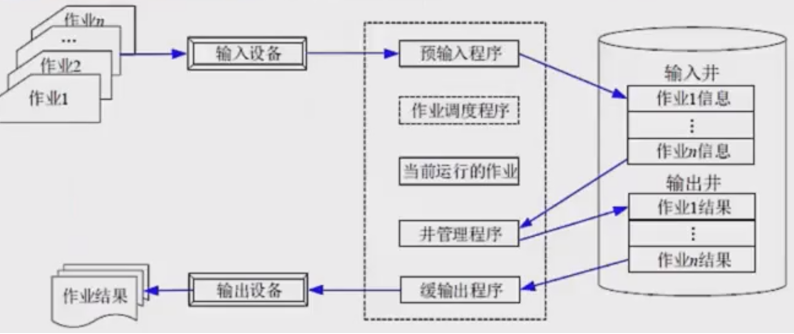 作业n
…
作业2
作业1
输入设备
预输入程序
作业调度程序
当前运行的作业
井管理程序
缓输出程序
输出设备
作业结果
输入井
作业1信息
⋮
作业n信息
输出井
作业1结果
⋮
作业n结果